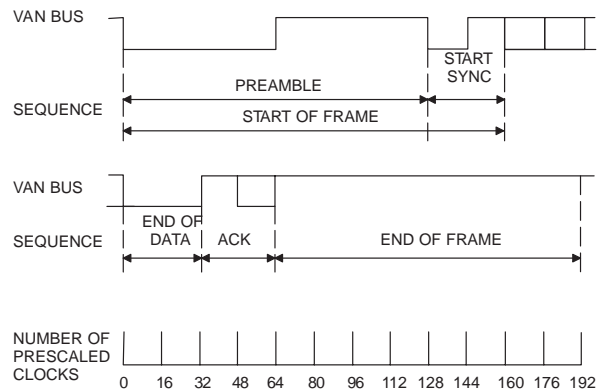 VAN BUS
START
SYNC
PREAMBLE
SEQUENCE
START OF FRAME
VAN BUS
END OF
DATA
ACK
END OF FRAME
SEQUENCE
NUMBER OF
PRESCALED
CLOCKS
0 16 32 48 64 80 96 112 128 144 160 176 192